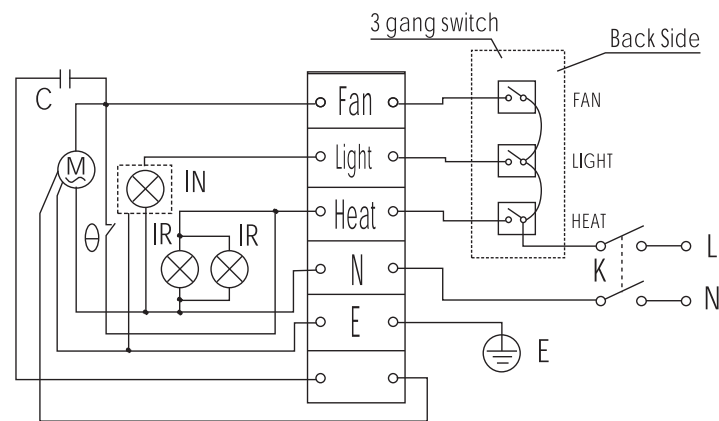 3 gang switch
Back Side
C
Fan
FAN
M
Light
LIGHT
IN
Heat
HEAT
θ
IR IR
L
K
N
N
E
E